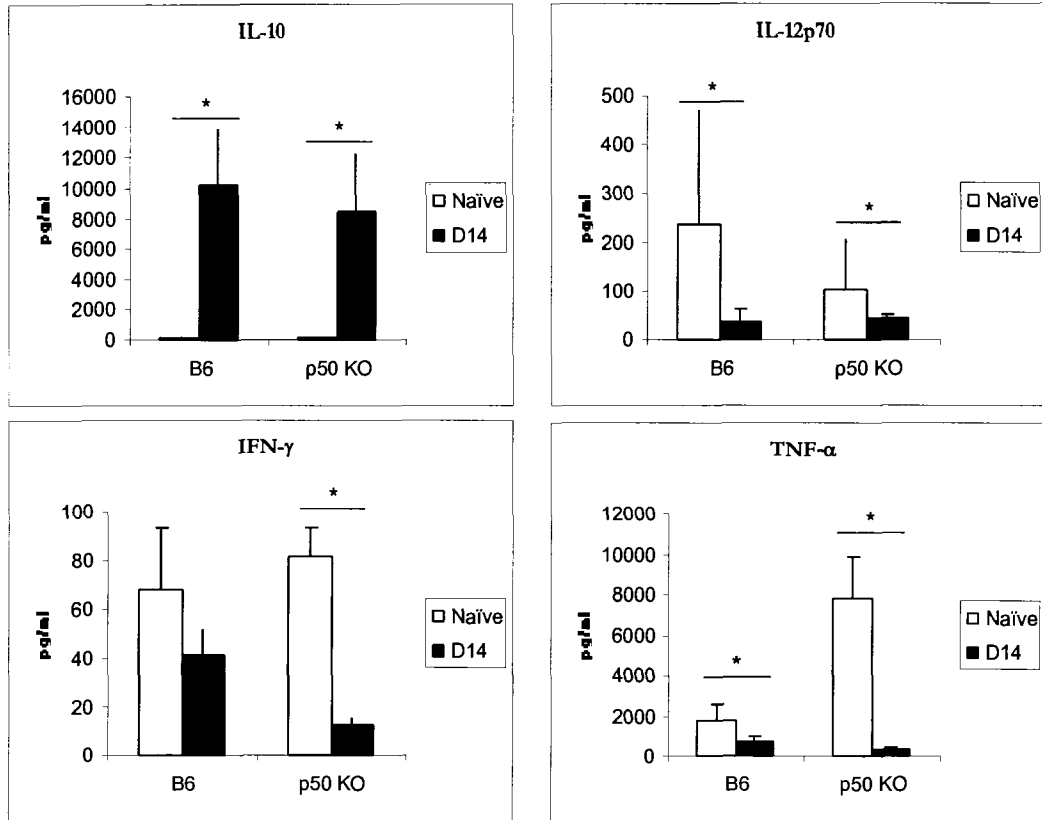 IL-10
16000
14000
12000
10000
8000
6000
4000
2000
0
pg/ml
*
*
B6
p50 KO
Naïve
D14
IL-12p70
500
400
300
200
100
0
pg/ml
*
*
B6
p50 KO
Naïve
D14
IFN-γ
100
80
60
40
20
0
pg/ml
*
B6
p50 KO
Naïve
D14
TNF-α
12000
10000
8000
6000
4000
2000
0
pg/ml
*
*
B6
p50 KO
Naïve
D14